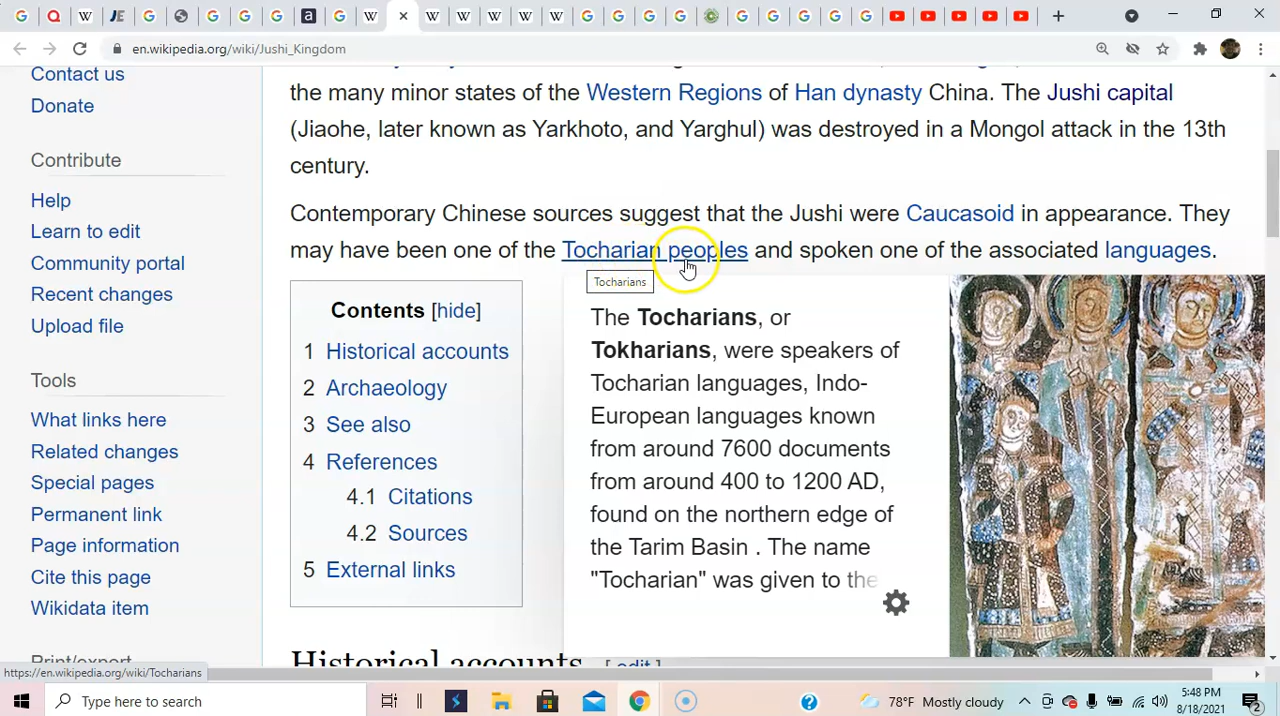 en.wikipedia.org/wiki/Jushi_Kingdom
Contact us
Donate
Contribute
Help
Learn to edit
Community portal
Recent changes
Upload file
Tools
What links here
Related changes
Special pages
Permanent link
Page information
Cite this page
Wikidata item
Print/export
the many minor states of the Western Regions of Han dynasty China. The Jushi capital
(Jiaohe, later known as Yarkhoto, and Yarghul) was destroyed in a Mongol attack in the 13th
century.
Contemporary Chinese sources suggest that the Jushi were Caucasoid in appearance. They
may have been one of the Tocharian peoples and spoken one of the associated languages.
Tocharians
Contents [hide]
1 Historical accounts
2 Archaeology
3 See also
4 References
4.1 Citations
4.2 Sources
5 External links
The Tocharians, or
Tokharians, were speakers of
Tocharian languages, Indo-
European languages known
from around 7600 documents
from around 400 to 1200 AD,
found on the northern edge of
the Tarim Basin . The name
"Tocharian" was given to the
Historical accounts [ edit ]
https://en.wikipedia.org/wiki/Tocharians
Type here to search
78°F Mostly cloudy
5:48 PM
8/18/2021
2